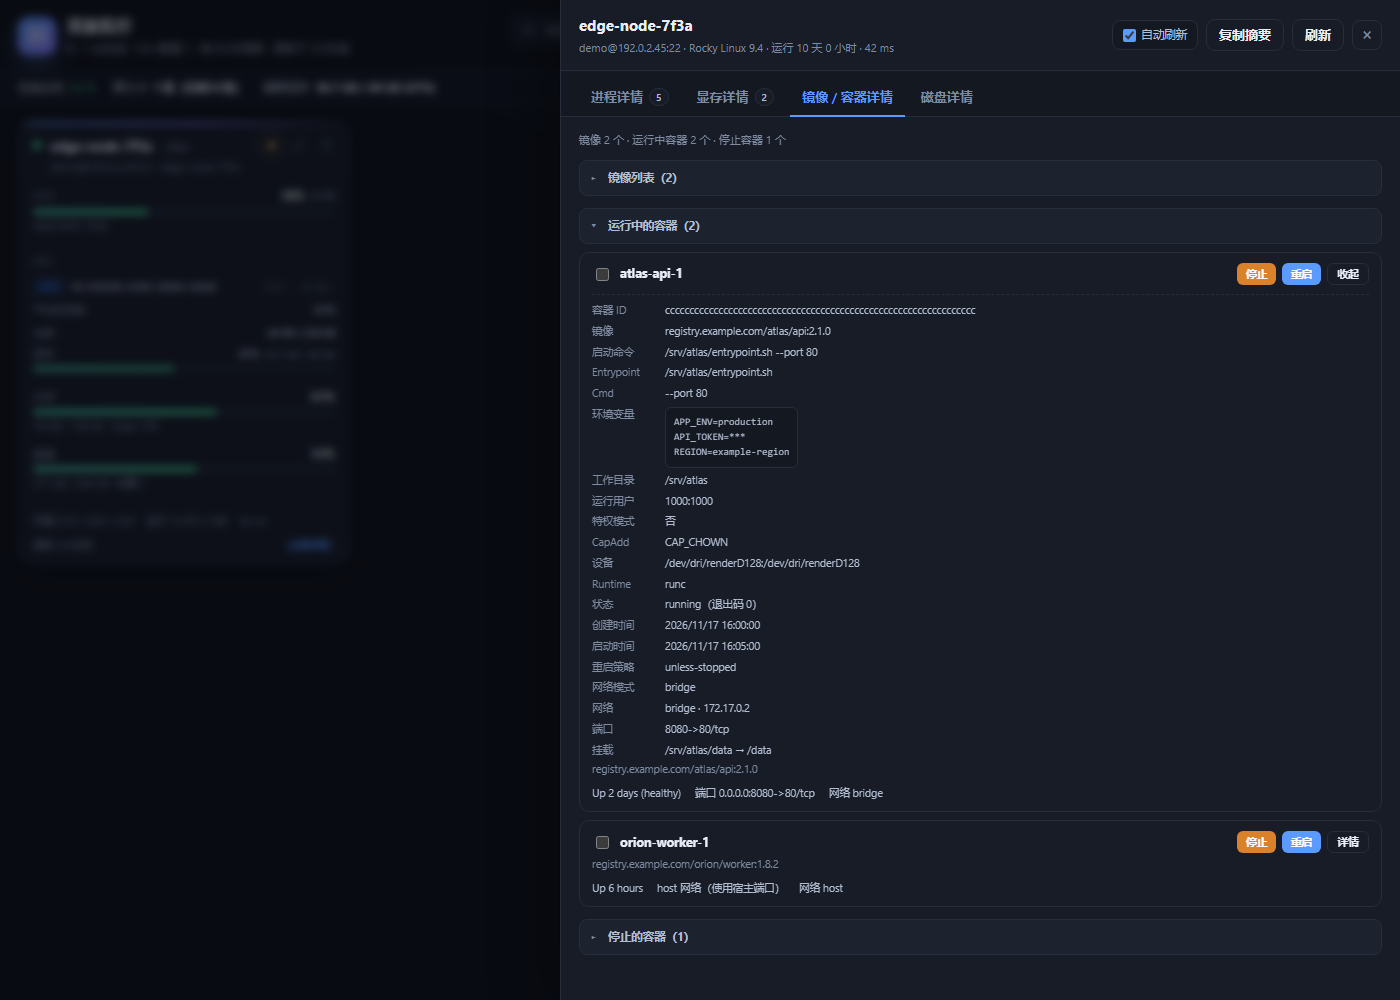 edge-node-7f3a
demo@192.0.2.45:22 · Rocky Linux 9.4 · 运行 10 天 0 小时 · 42 ms
自动刷新
复制摘要
刷新
×
进程详情 5
显存详情 2
镜像 / 容器详情
磁盘详情
镜像 2 个 · 运行中容器 2 个 · 停止容器 1 个
镜像列表 (2)
运行中的容器 (2)
atlas-api-1
停止
重启
收起
容器 ID cccccccccccccccccccccccccccccccccccccccccccccccccccccccccccccccc
镜像 registry.example.com/atlas/api:2.1.0
启动命令 /srv/atlas/entrypoint.sh --port 80
Entrypoint /srv/atlas/entrypoint.sh
Cmd --port 80
环境变量 APP_ENV=production
API_TOKEN=***
REGION=example-region
工作目录 /srv/atlas
运行用户 1000:1000
特权模式 否
CapAdd CAP_CHOWN
设备 /dev/dri/renderD128:/dev/dri/renderD128
Runtime runc
状态 running（退出码 0）
创建时间 2026/11/17 16:00:00
启动时间 2026/11/17 16:05:00
重启策略 unless-stopped
网络模式 bridge
网络 bridge · 172.17.0.2
端口 8080->80/tcp
挂载 /srv/atlas/data → /data
registry.example.com/atlas/api:2.1.0
Up 2 days (healthy) 端口 0.0.0.0:8080->80/tcp 网络 bridge
orion-worker-1
停止
重启
详情
registry.example.com/orion/worker:1.8.2
Up 6 hours host 网络（使用宿主端口） 网络 host
停止的容器 (1)